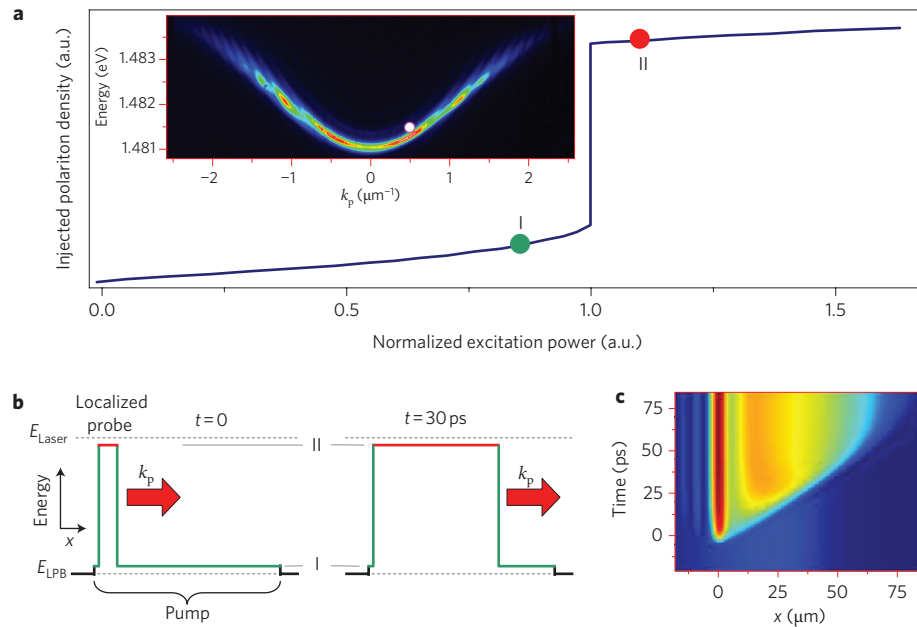 a
Injected polariton density (a.u.)
Energy (eV)
1.483
1.482
1.481
−2 −1 0 1 2
kp (μm−1)
I
II
0.0 0.5 1.0 1.5
Normalized excitation power (a.u.)
b
Localized
probe
t = 0
t = 30 ps
ELaser
II
kp
kp
Energy
x
I
ELPB
Pump
c
Time (ps)
75
50
25
0
0 25 50 75
x (μm)